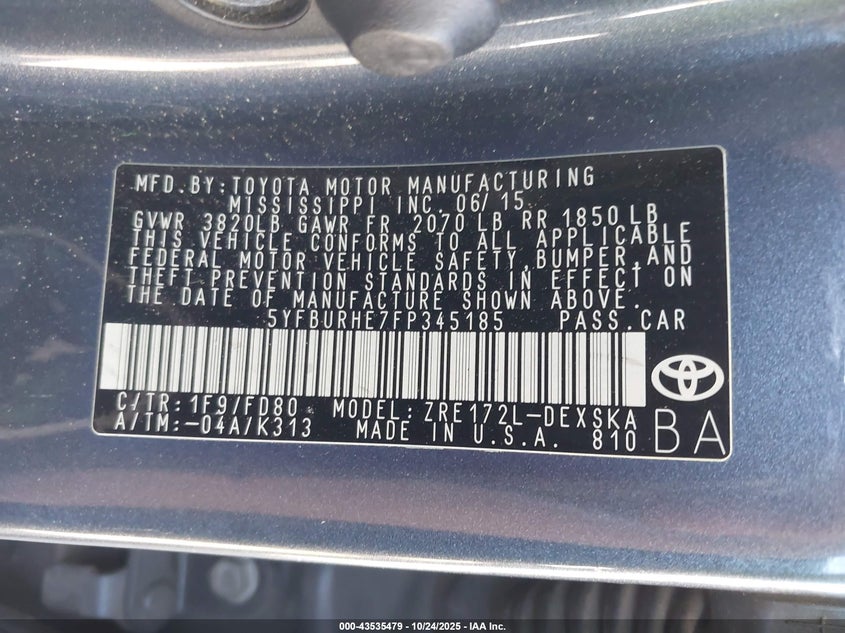 MFD.BY:TOYOTA MOTOR MANUFACTURING
MISSISSIPPI INC. 06/15
GVWR 3820LB GAWR FR 2070 LB RR 1850 LB
THIS VEHICLE CONFORMS TO ALL APPLICABLE
FEDERAL MOTOR VEHICLE SAFETY,BUMPER,AND
THEFT PREVENTION STANDARDS IN EFFECT ON
THE DATE OF MANUFACTURE SHOWN ABOVE.
5YFBURHE7FP345185 PASS.CAR
C/TR:1F9/FD80 MODEL:ZRE172L-DEXSKA
A/TM:-04A/K313 MADE IN U.S.A. 810
BA
000-43535479 - 10/24/2025 - IAA Inc.